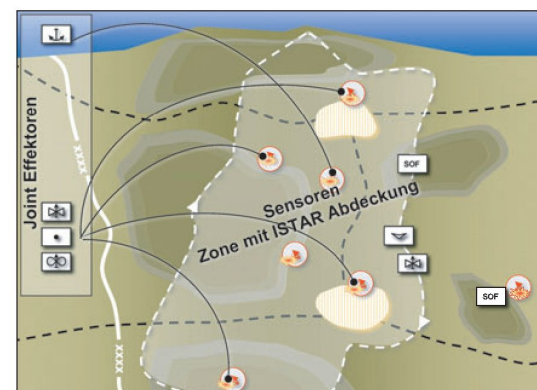 Joint Effektoren
XXXX
SOF
Sensoren
Zone mit ISTAR Abdeckung
SOF
XXXX